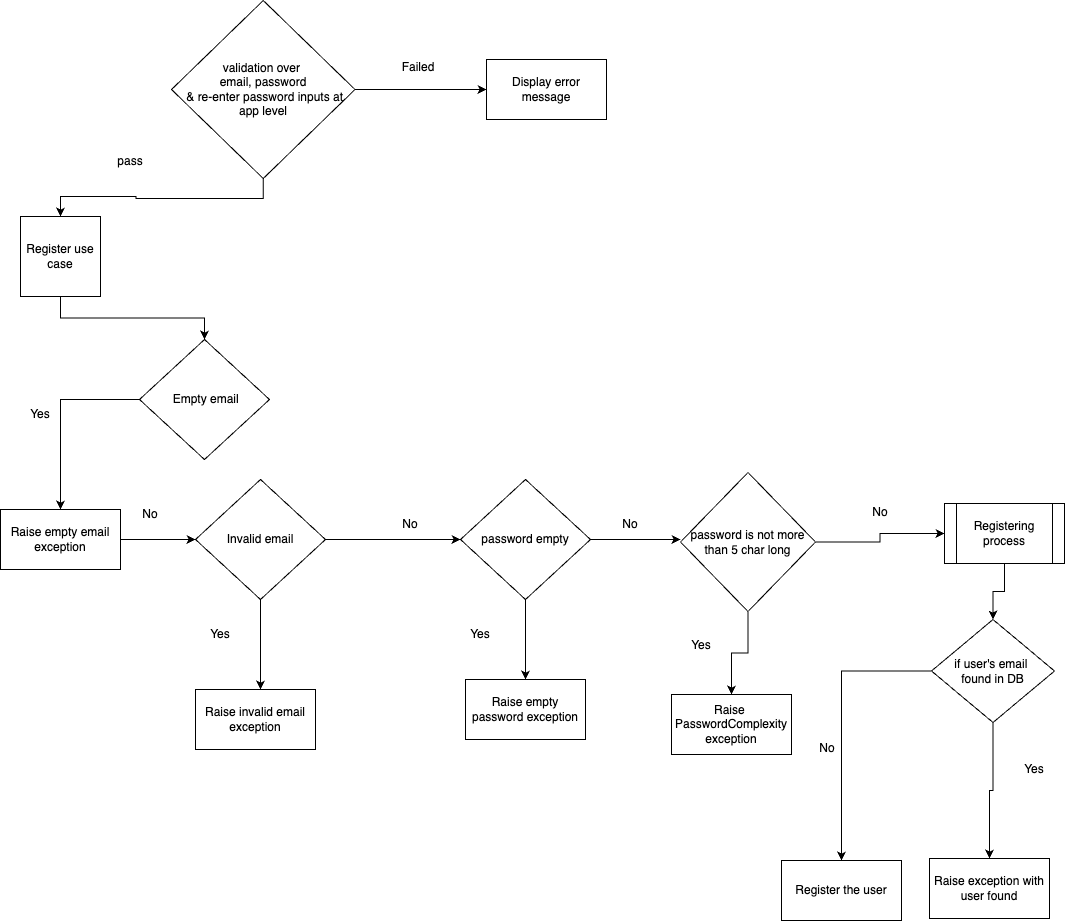 validation over
email, password
& re-enter password inputs at
app level
Failed
Display error
message
pass
Register use
case
Empty email
Yes
Raise empty email
exception
No
Invalid email
No
password empty
No
password is not more
than 5 char long
No
Registering
process
Yes
Raise invalid email
exception
Yes
Raise empty
password exception
Yes
Raise
PasswordComplexity
exception
if user's email
found in DB
No
Yes
Register the user
Raise exception with
user found